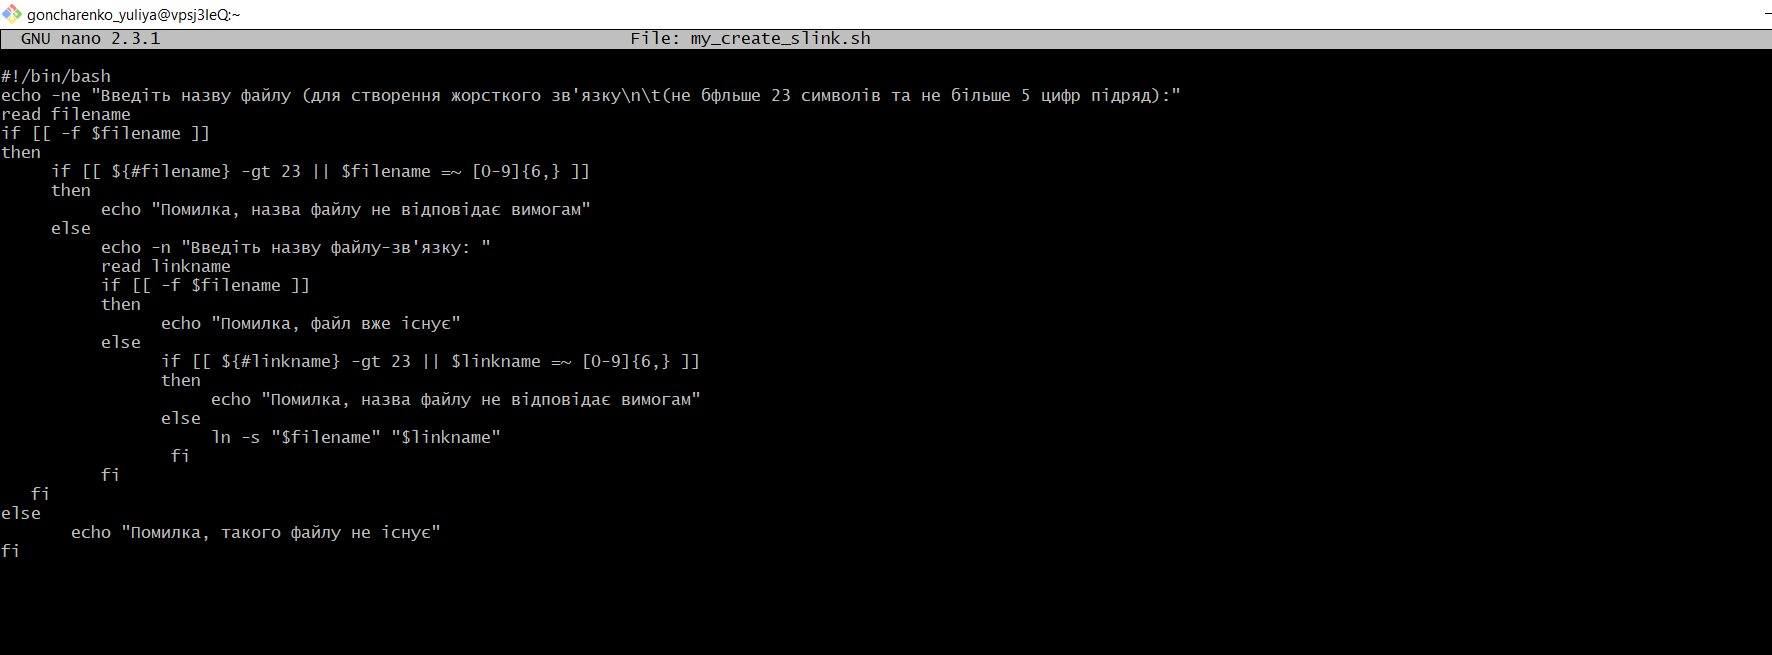 goncharenko_yuliya@vpsj3IeQ:~
GNU nano 2.3.1 File: my_create_slink.sh
#!/bin/bash
echo -ne "Введіть назву файлу (для створення жорсткого зв'язку\n\t(не бфльше 23 символів та не більше 5 цифр підряд):"
read filename
if [[ -f $filename ]]
then
if [[ ${#filename} -gt 23 || $filename =~ [0-9]{6,} ]]
then
echo "Помилка, назва файлу не відповідає вимогам"
else
echo -n "Введіть назву файлу-зв'язку: "
read linkname
if [[ -f $filename ]]
then
echo "Помилка, файл вже існує"
else
if [[ ${#linkname} -gt 23 || $linkname =~ [0-9]{6,} ]]
then
echo "Помилка, назва файлу не відповідає вимогам"
else
ln -s "$filename" "$linkname"
fi
fi
fi
else
echo "Помилка, такого файлу не існує"
fi